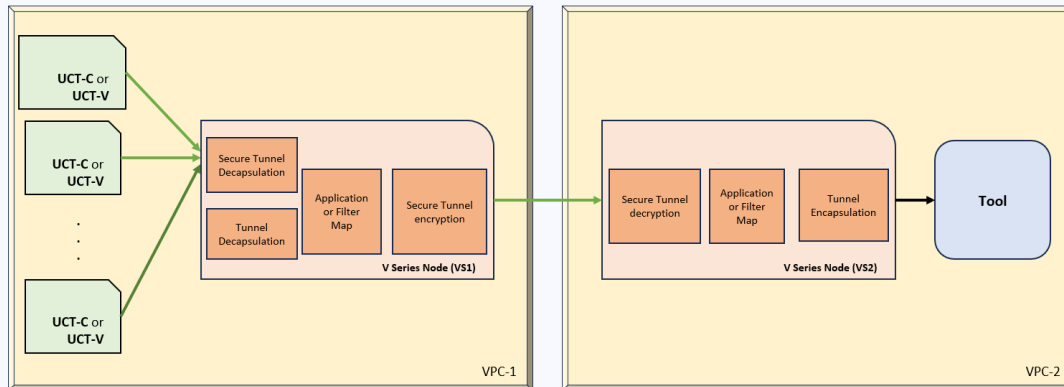 UCT-C or
UCT-V
UCT-C or
UCT-V
.
.
.
UCT-C or
UCT-V
Secure Tunnel
Decapsulation
Tunnel
Decapsulation
Application
or Filter
Map
Secure Tunnel
encryption
V Series Node (VS1)
VPC-1
Secure Tunnel
decryption
Application
or Filter
Map
Tunnel
Encapsulation
V Series Node (VS2)
Tool
VPC-2